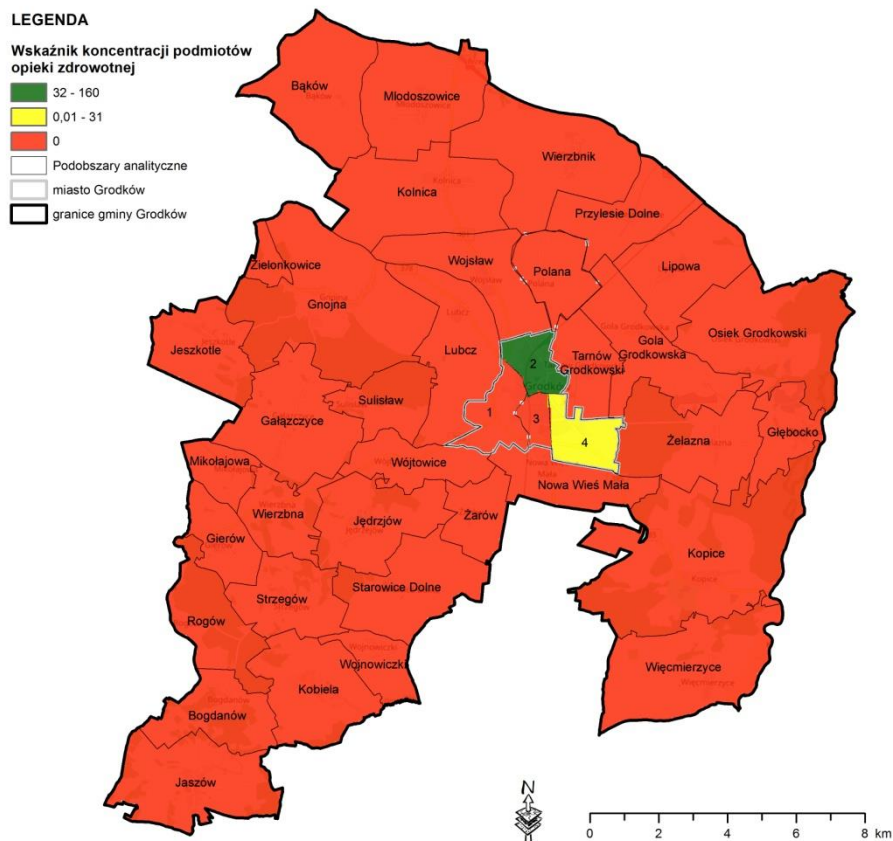 LEGENDA
Wskaźnik koncentracji podmiotów
opieki zdrowotnej
32 - 160
0,01 - 31
0
Podobszary analityczne
miasto Grodków
granice gminy Grodków
Bąków
Młodoszowice
Wierzbnik
Kolnica
Przylesie Dolne
Wojsław
Polana
Lipowa
Zielonkowice
Gnojna
Osiek Grodkowski
Jeszkotle
Lubcz
Tarnów
Grodkowski
Gola
Grodkowska
2
Grodków
Sulisław
1
3
4
Gałązczyce
Żelazna
Głębocko
Mikołajowa
Wójtowice
Nowa Wieś Mała
Wierzbna
Jędrzjów
Żarów
Gierów
Kopice
Strzegów
Starowice Dolne
Rogów
Wojnowiczki
Kobiela
Więcmierzyce
Bogdanów
Jaszów
N
0 2 4 6 8 km